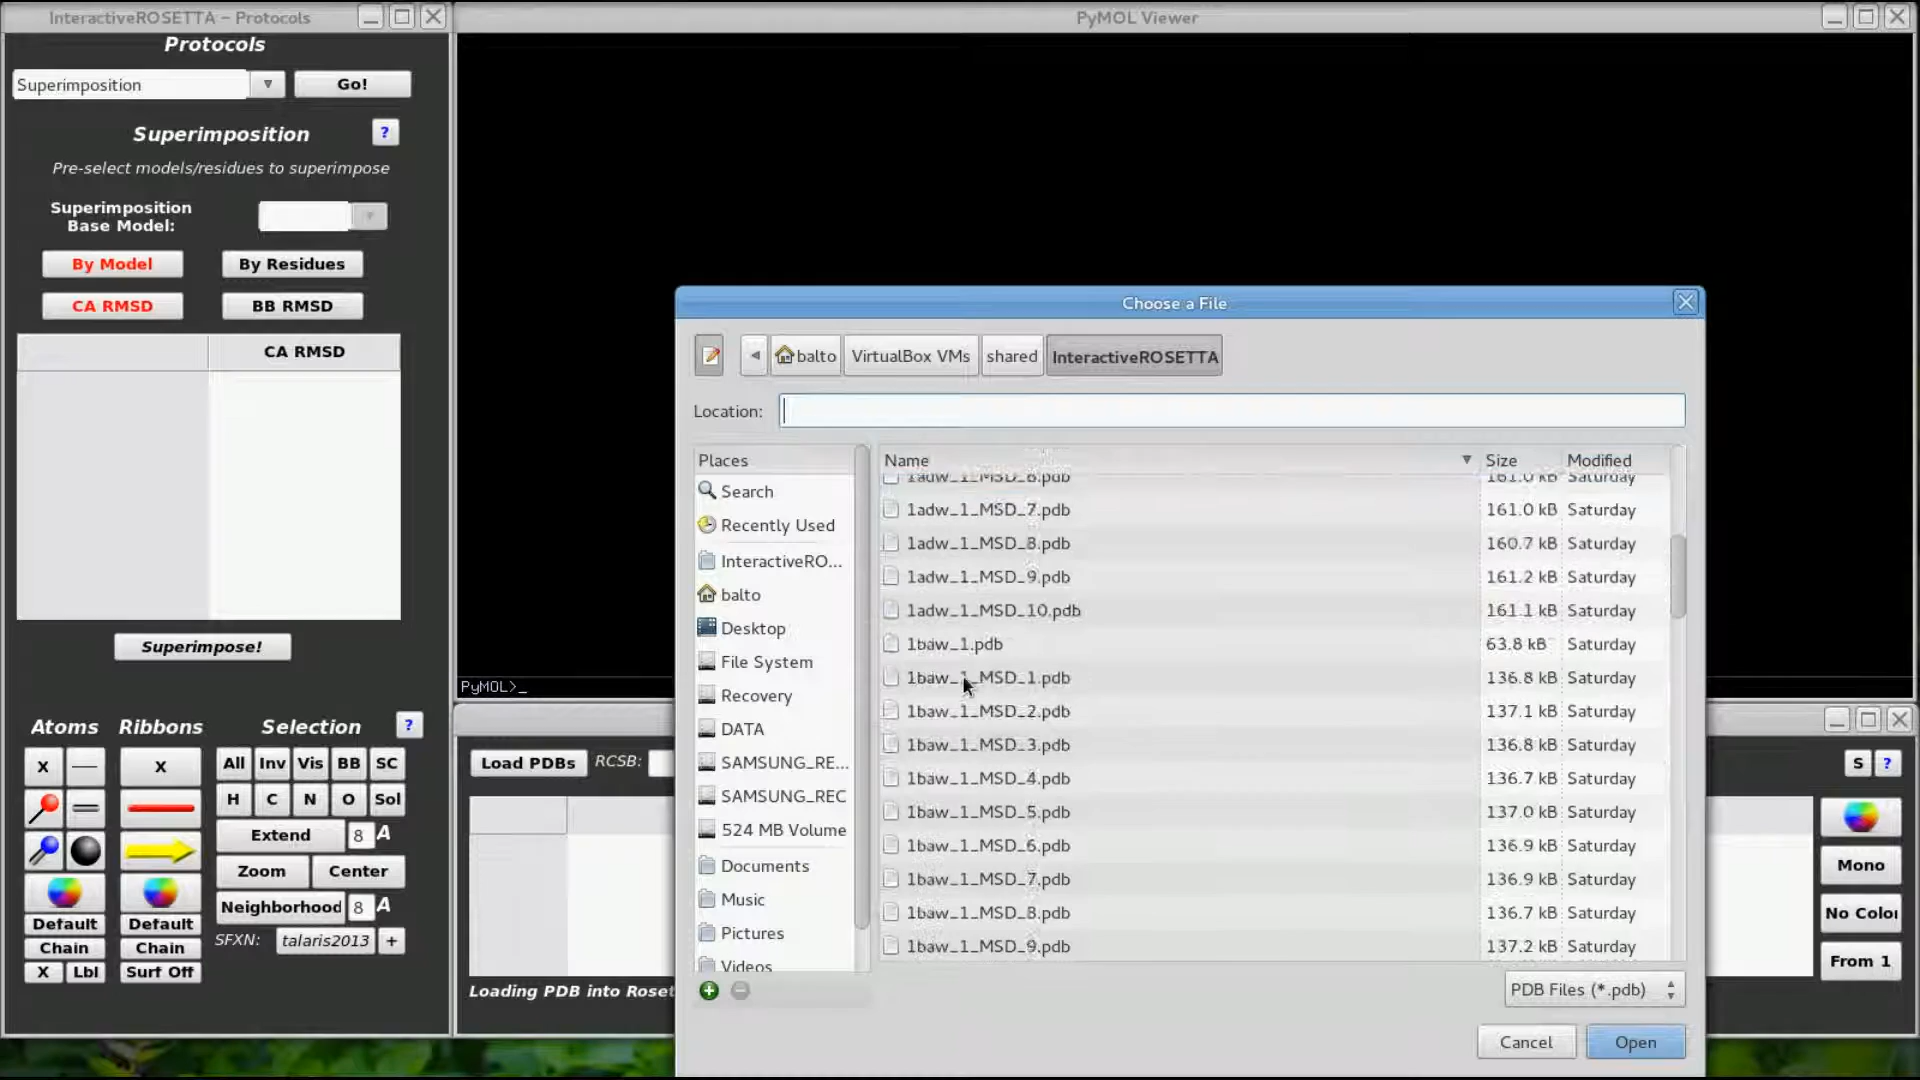 InteractiveROSETTA – Protocols
PyMOL Viewer
Protocols
Superimposition
Go!
Superimposition
?
Pre-select models/residues to superimpose
Superimposition
Base Model:
By Model
By Residues
CA RMSD
BB RMSD
CA RMSD
Superimpose!
PyMOL>_
Atoms
Ribbons
Selection
?
X
X
All
Inv
Vis
BB
SC
H
C
N
O
Sol
Extend
8
A
Zoom
Center
Neighborhood
8
A
Default
Default
Chain
Chain
SFXN:
talaris2013
+
X
Lbl
Surf Off
Load PDBs
RCSB:
Loading PDB into Roset
S
?
Mono
No Color
From 1
Choose a File
balto
VirtualBox VMs
shared
InteractiveROSETTA
Location:
Places
Search
Recently Used
InteractiveRO...
balto
Desktop
File System
Recovery
DATA
SAMSUNG_RE...
SAMSUNG_REC
524 MB Volume
Documents
Music
Pictures
Videos
Name
Size
Modified
1adw_1_MSD_6.pdb 161.0 kB Saturday
1adw_1_MSD_7.pdb 161.0 kB Saturday
1adw_1_MSD_8.pdb 160.7 kB Saturday
1adw_1_MSD_9.pdb 161.2 kB Saturday
1adw_1_MSD_10.pdb 161.1 kB Saturday
1baw_1.pdb 63.8 kB Saturday
1baw_1_MSD_1.pdb 136.8 kB Saturday
1baw_1_MSD_2.pdb 137.1 kB Saturday
1baw_1_MSD_3.pdb 136.8 kB Saturday
1baw_1_MSD_4.pdb 136.7 kB Saturday
1baw_1_MSD_5.pdb 137.0 kB Saturday
1baw_1_MSD_6.pdb 136.9 kB Saturday
1baw_1_MSD_7.pdb 136.9 kB Saturday
1baw_1_MSD_8.pdb 136.7 kB Saturday
1baw_1_MSD_9.pdb 137.2 kB Saturday
PDB Files (*.pdb)
Cancel
Open